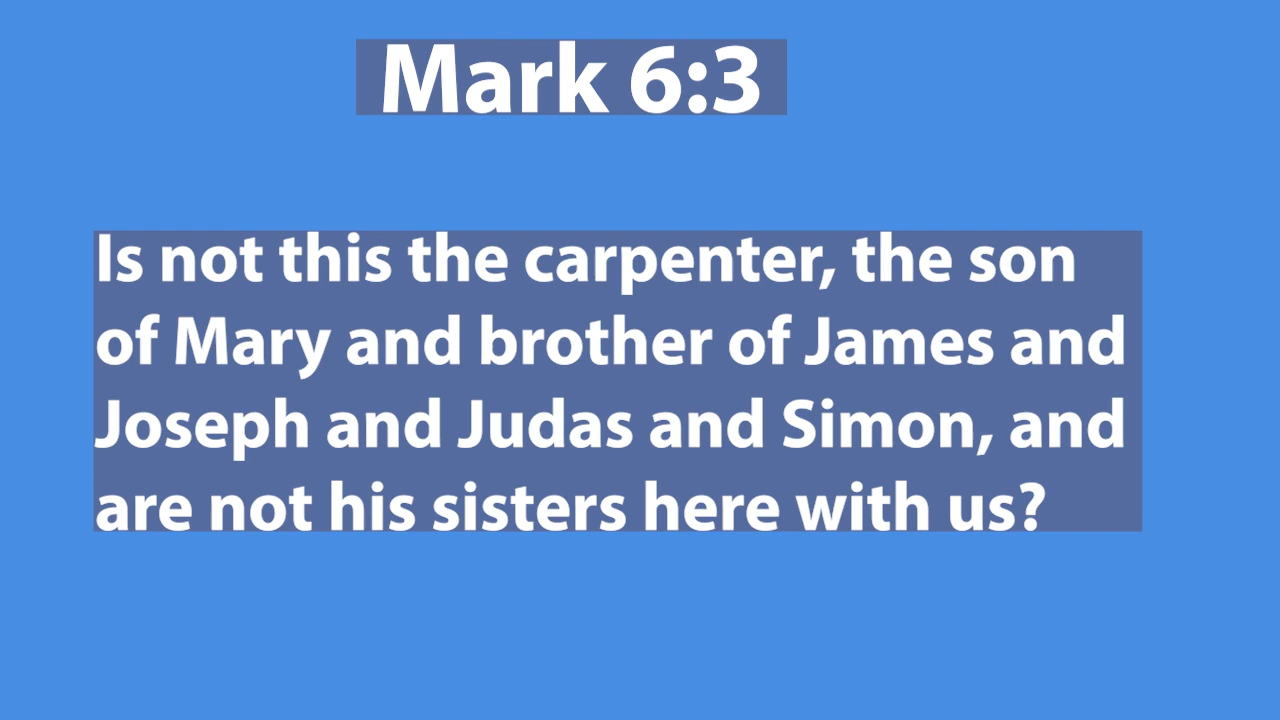 Mark 6:3
Is not this the carpenter, the son
of Mary and brother of James and
Joseph and Judas and Simon, and
are not his sisters here with us?